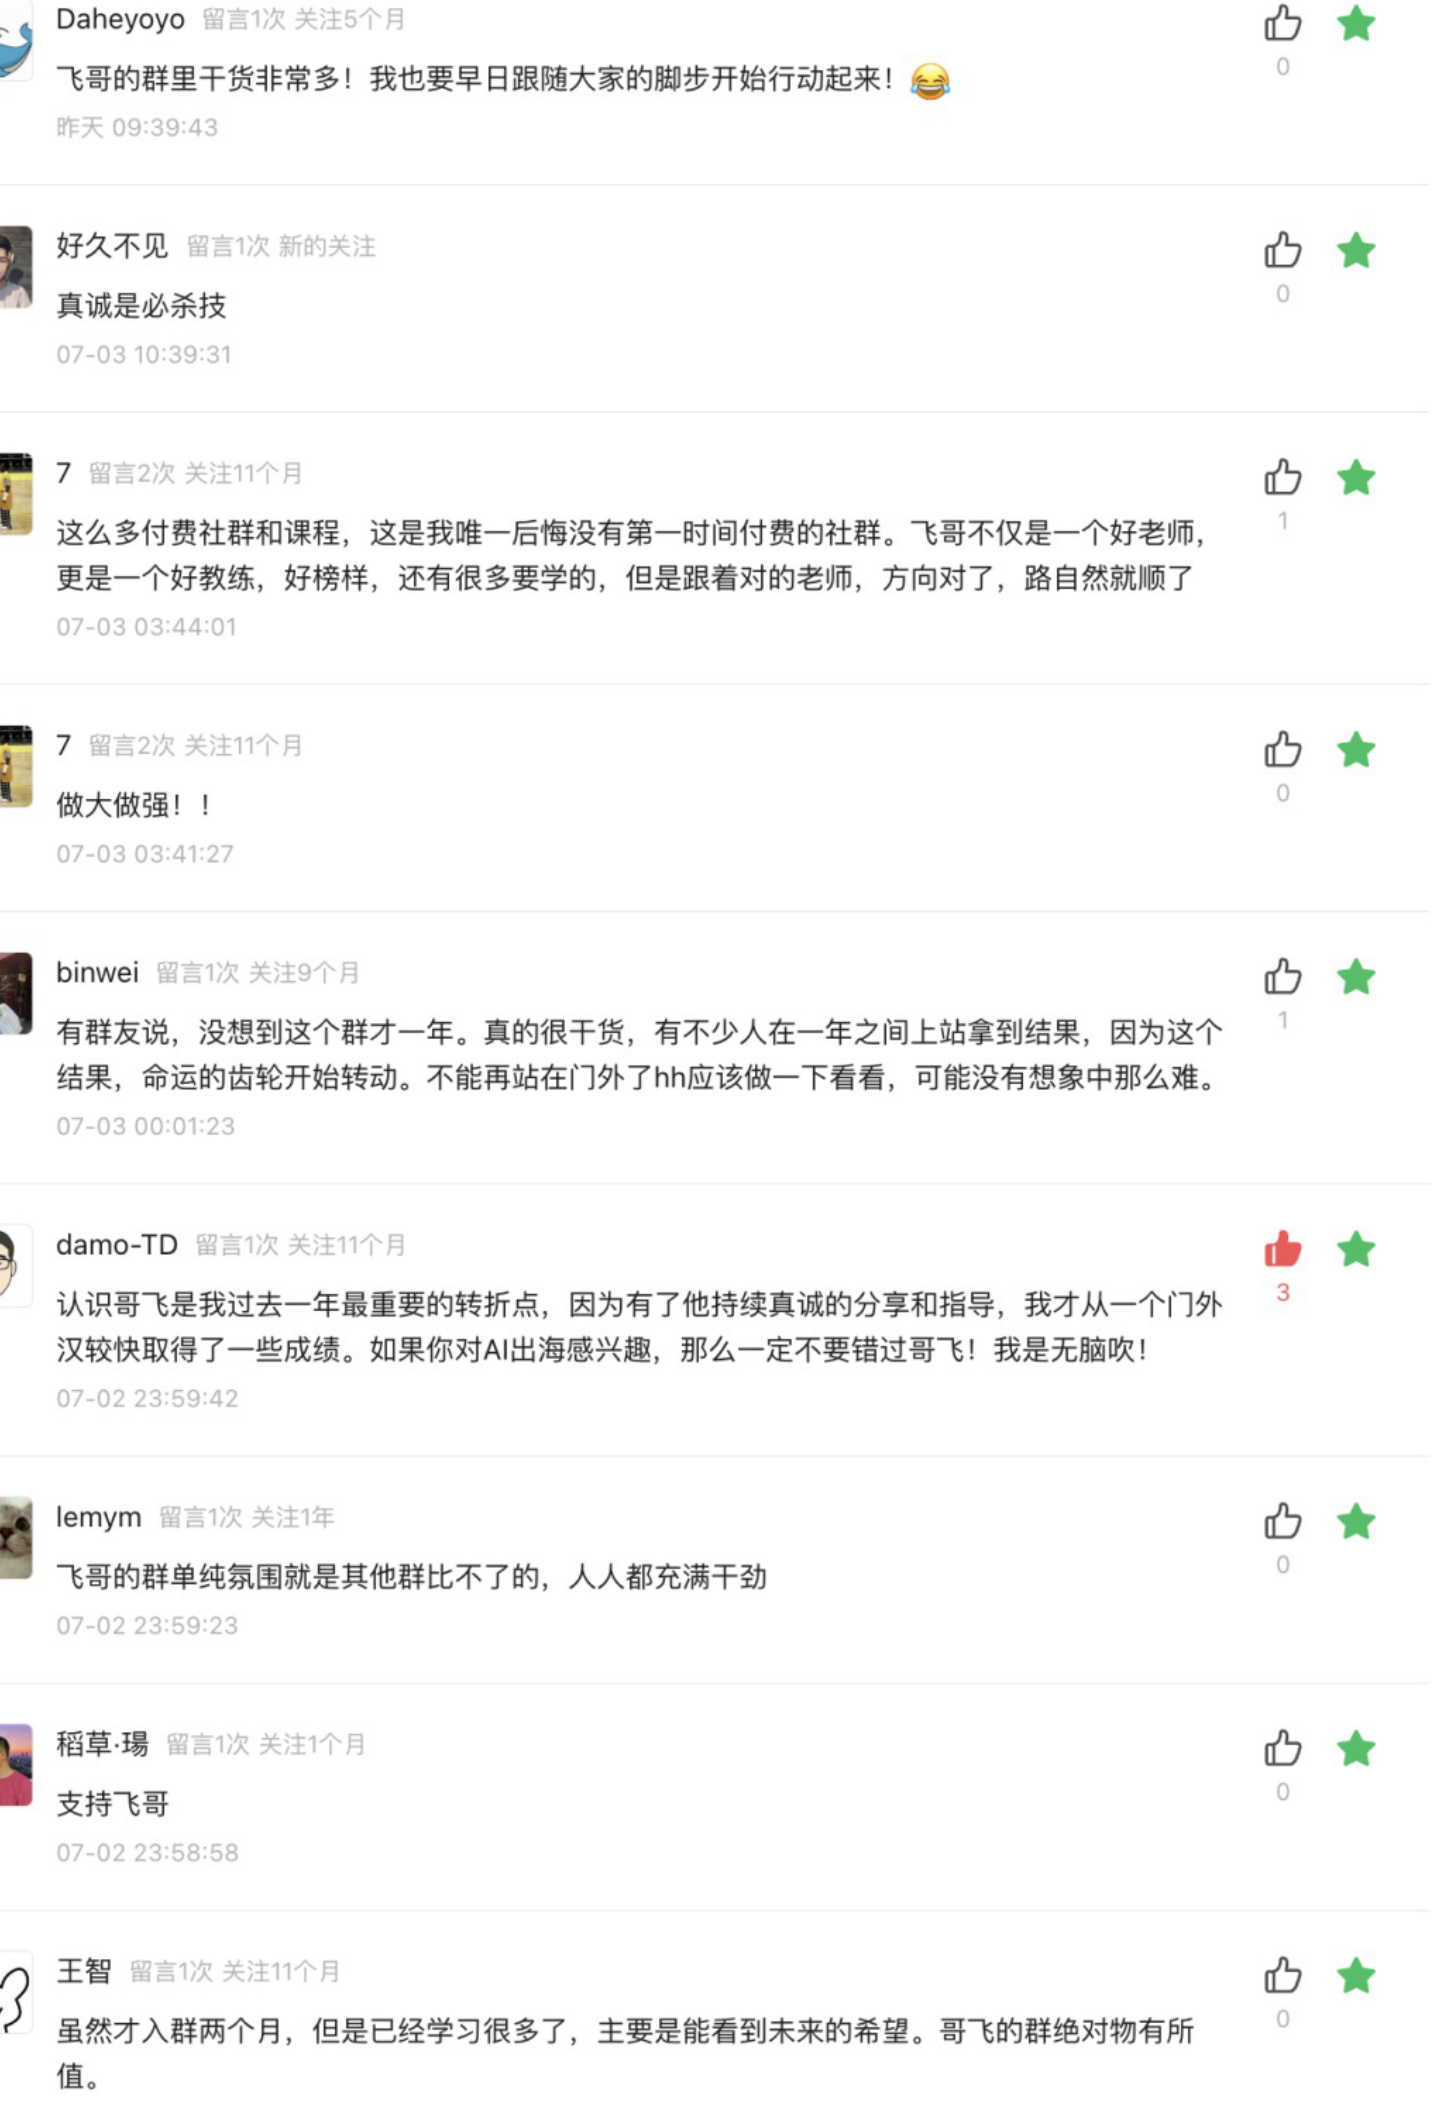 Daheyoyo 留言1次 关注5个月
0
飞哥的群里干货非常多！我也要早日跟随大家的脚步开始行动起来！😂
昨天 09:39:43
好久不见 留言1次 新的关注
0
真诚是必杀技
07-03 10:39:31
7 留言2次 关注11个月
1
这么多付费社群和课程，这是我唯一后悔没有第一时间付费的社群。飞哥不仅是一个好老师，
更是一个好教练，好榜样，还有很多要学的，但是跟着对的老师，方向对了，路自然就顺了
07-03 03:44:01
7 留言2次 关注11个月
0
做大做强！！
07-03 03:41:27
binwei 留言1次 关注9个月
1
有群友说，没想到这个群才一年。真的很干货，有不少人在一年之间上站拿到结果，因为这个
结果，命运的齿轮开始转动。不能再站在门外了hh应该做一下看看，可能没有想象中那么难。
07-03 00:01:23
damo-TD 留言1次 关注11个月
3
认识哥飞是我过去一年最重要的转折点，因为有了他持续真诚的分享和指导，我才从一个门外
汉较快取得了一些成绩。如果你对AI出海感兴趣，那么一定不要错过哥飞！我是无脑吹！
07-02 23:59:42
lemym 留言1次 关注1年
0
飞哥的群单纯氛围就是其他群比不了的，人人都充满干劲
07-02 23:59:23
稻草·瑒 留言1次 关注1个月
0
支持飞哥
07-02 23:58:58
王智 留言1次 关注11个月
0
虽然才入群两个月，但是已经学习很多了，主要是能看到未来的希望。哥飞的群绝对物有所
值。